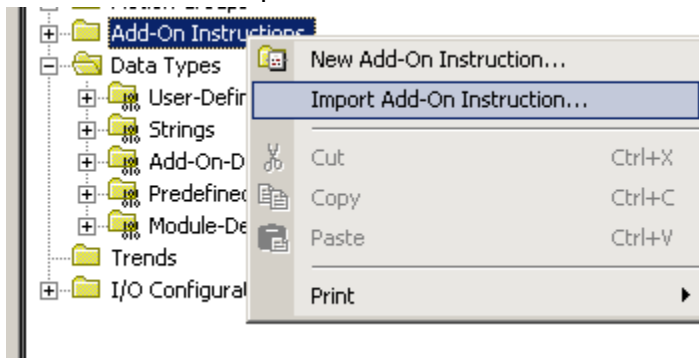 Add-On Instructions
Data Types
User-Defin
Strings
Add-On-D
Predefined
Module-De
Trends
I/O Configurat
New Add-On Instruction...
Import Add-On Instruction...
Cut Ctrl+X
Copy Ctrl+C
Paste Ctrl+V
Print